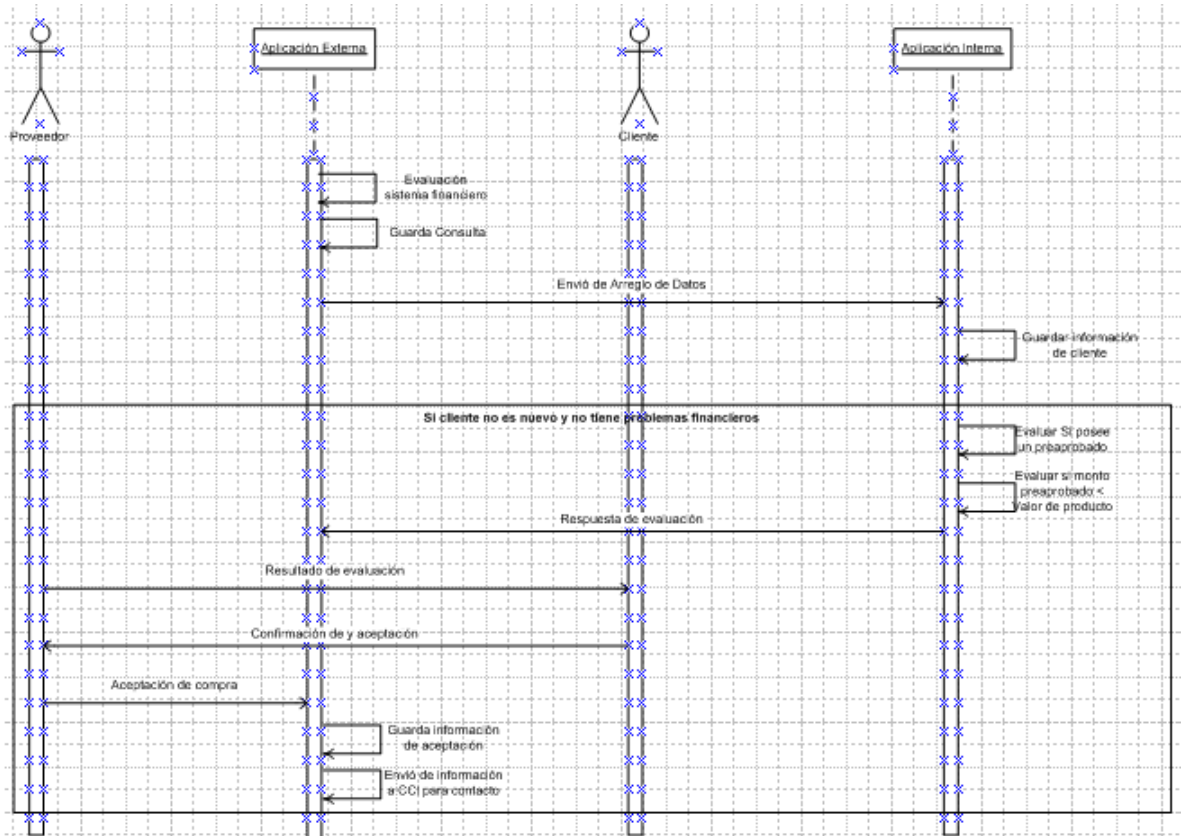 Aplicación Externa
Aplicación Interna
Proveedor
Cliente
Evaluación
sistema financiero
Guarda Consulta
Envió de Arreglo de Datos
Guardar información
de cliente
Si cliente no es nuevo y no tiene problemas financieros
Evaluar Si posee
un preaprobado
Evaluar si monto
preaprobado <
Valor de producto
Respuesta de evaluación
Resultado de evaluación
Confirmación de y aceptación
Aceptación de compra
Guarda información
de aceptación
Envió de información
a CCI para contacto